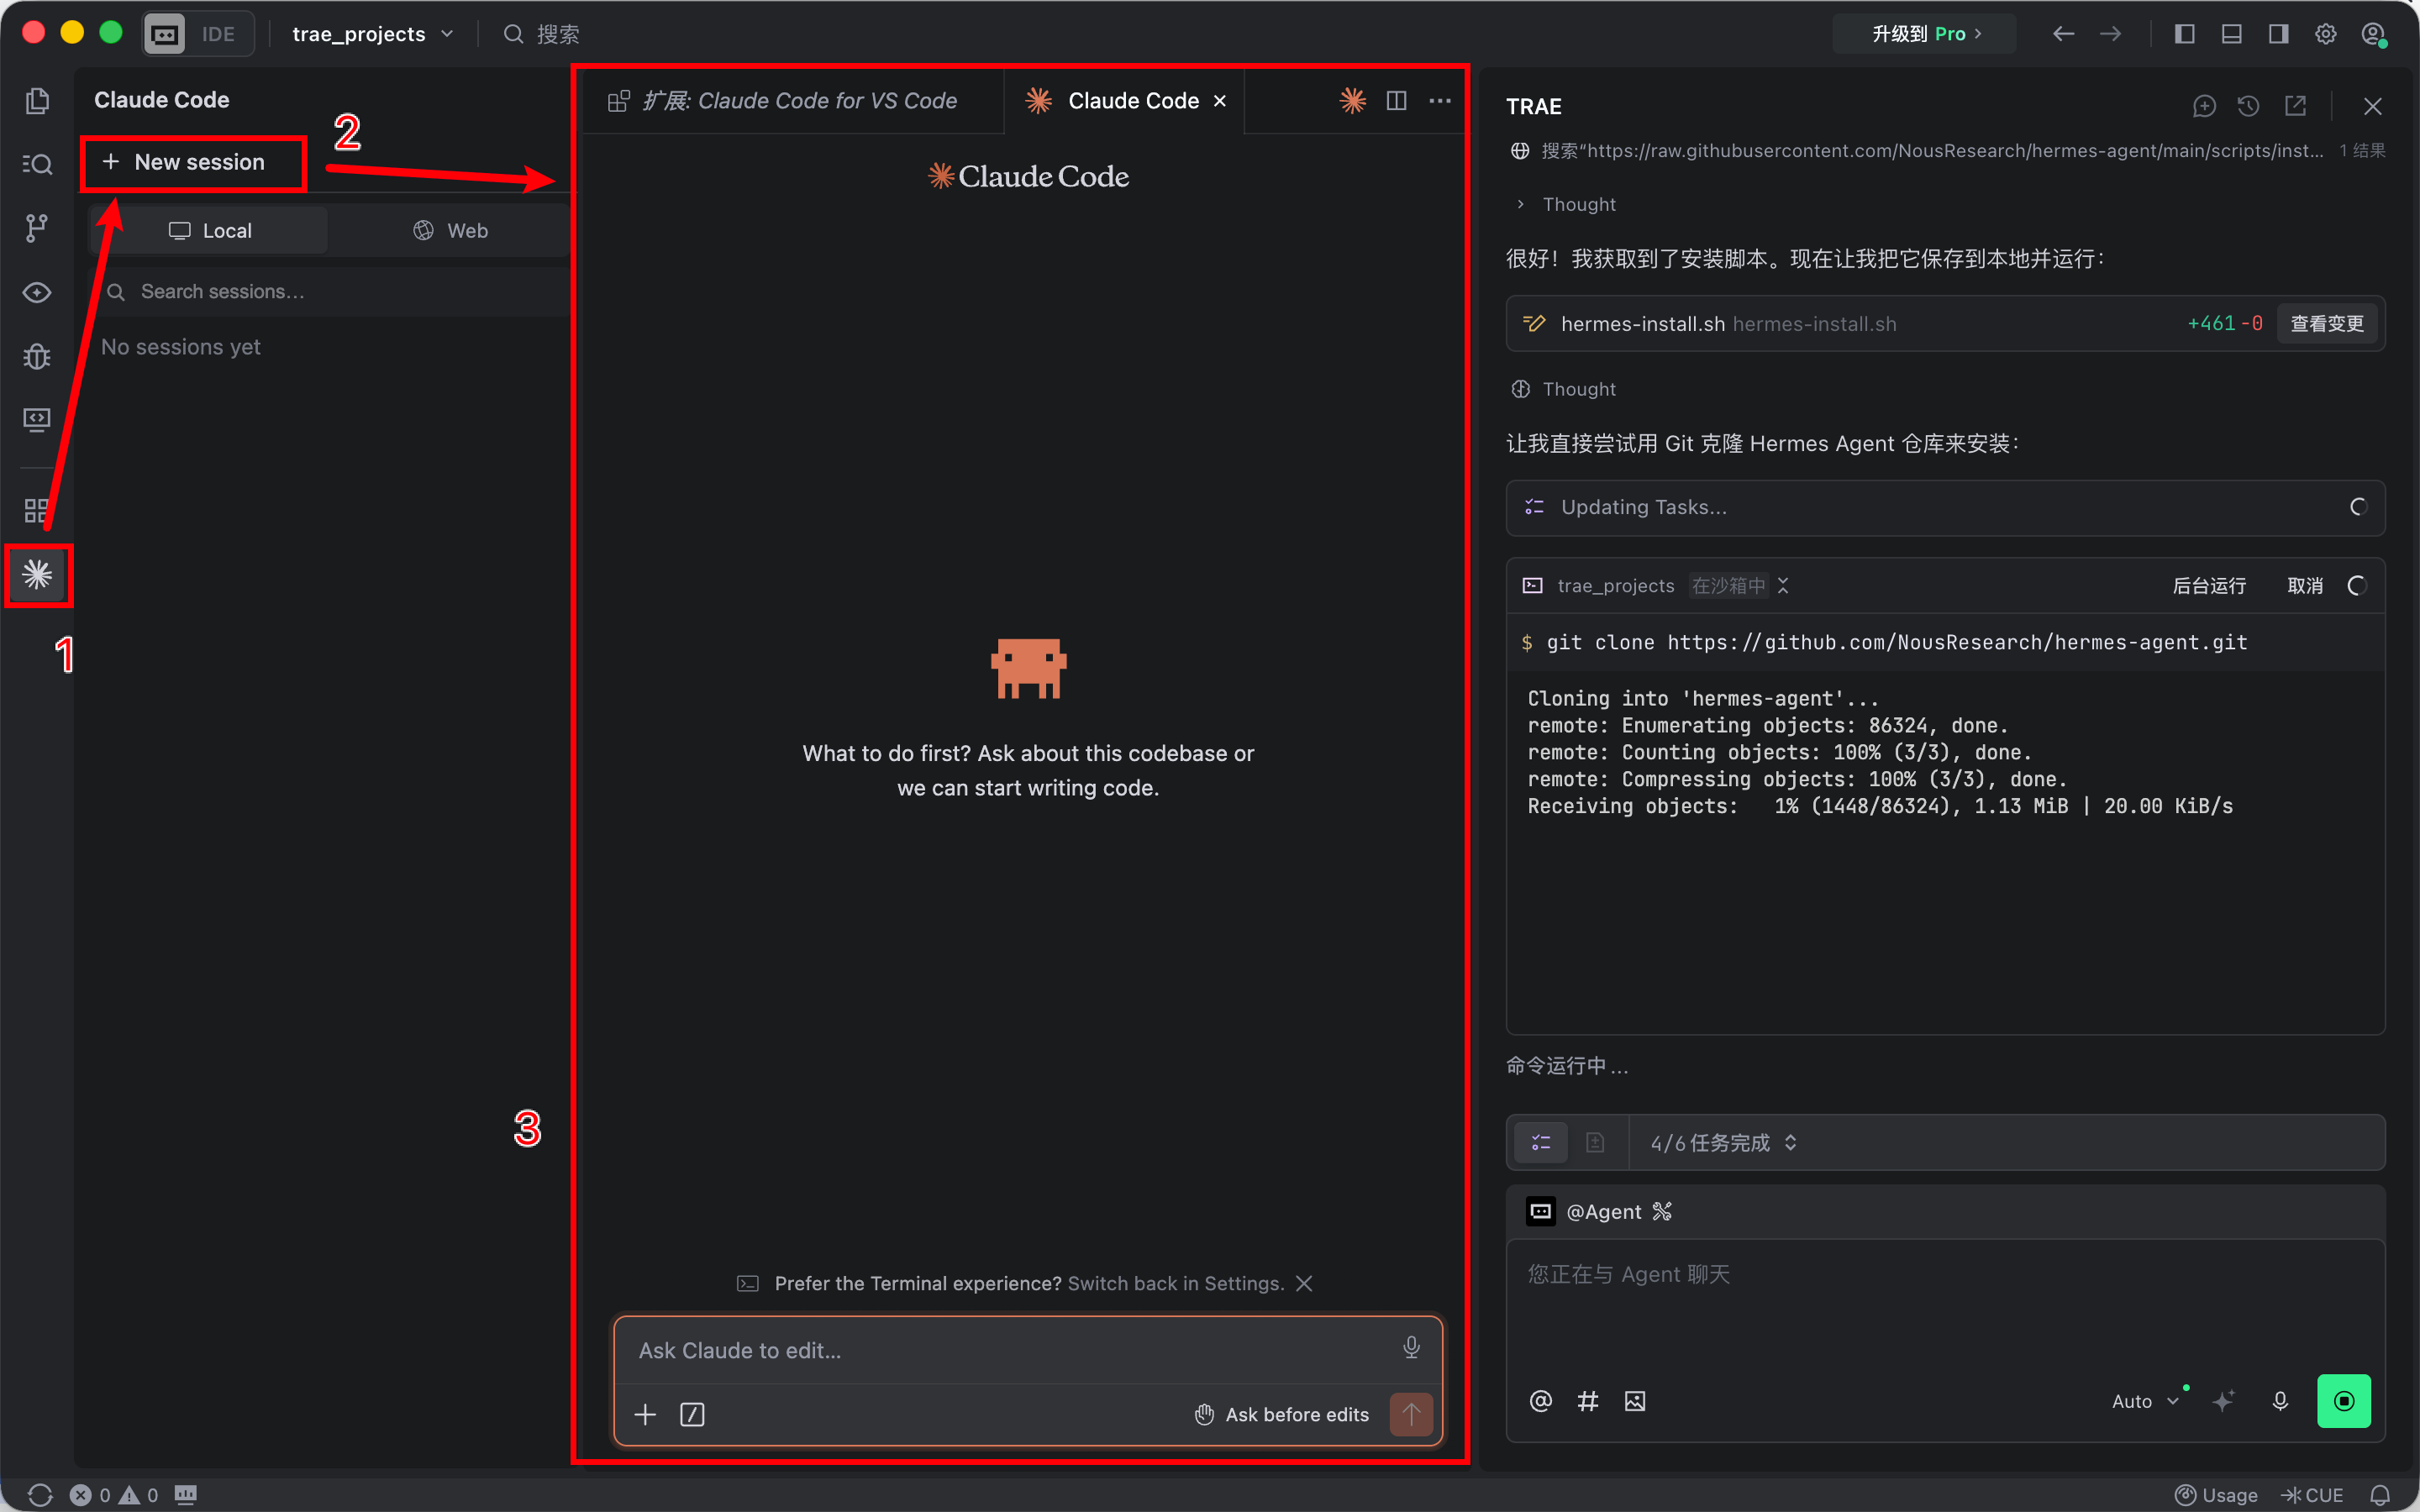 IDE
trae_projects
搜索
升级到 Pro
Claude Code
2
+ New session
Local
Web
Search sessions...
No sessions yet
1
3
扩展: Claude Code for VS Code
Claude Code
Claude Code
What to do first? Ask about this codebase or
we can start writing code.
Prefer the Terminal experience? Switch back in Settings.
Ask Claude to edit...
Ask before edits
TRAE
搜索“https://raw.githubusercontent.com/NousResearch/hermes-agent/main/scripts/inst... 1 结果
Thought
很好！我获取到了安装脚本。现在让我把它保存到本地并运行：
hermes-install.sh hermes-install.sh +461 -0 查看变更
Thought
让我直接尝试用 Git 克隆 Hermes Agent 仓库来安装：
Updating Tasks...
trae_projects 在沙箱中 后台运行 取消
$ git clone https://github.com/NousResearch/hermes-agent.git
Cloning into 'hermes-agent'...
remote: Enumerating objects: 86324, done.
remote: Counting objects: 100% (3/3), done.
remote: Compressing objects: 100% (3/3), done.
Receiving objects:   1% (1448/86324), 1.13 MiB | 20.00 KiB/s
命令运行中...
4/6 任务完成
@Agent
您正在与 Agent 聊天
Auto
0 0
Usage
CUE